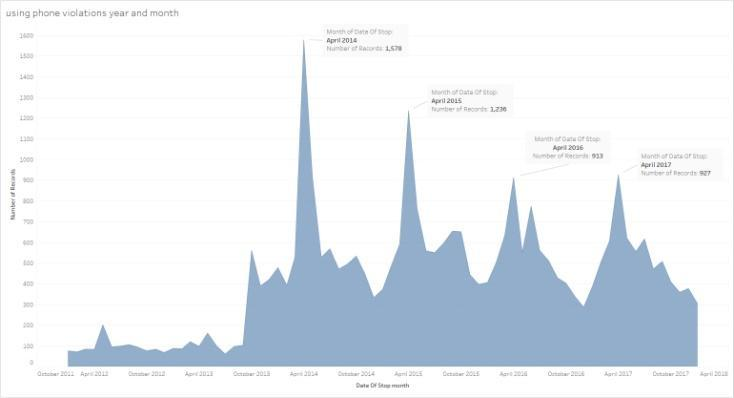 using phone violations year and month
Month of Date Of Stop:
April 2014
Number of Records: 1,578
Month of Date Of Stop:
April 2015
Number of Records: 1,236
Month of Date Of Stop:
April 2016
Number of Records: 913
Month of Date Of Stop:
April 2017
Number of Records: 927
Number of Records
1600
1500
1400
1300
1200
1100
1000
900
800
700
600
500
400
300
200
100
0
October 2011 April 2012 October 2012 April 2013 October 2013 April 2014 October 2014 April 2015 October 2015 April 2016 October 2016 April 2017 October 2017 April 2018
Date Of Stop month